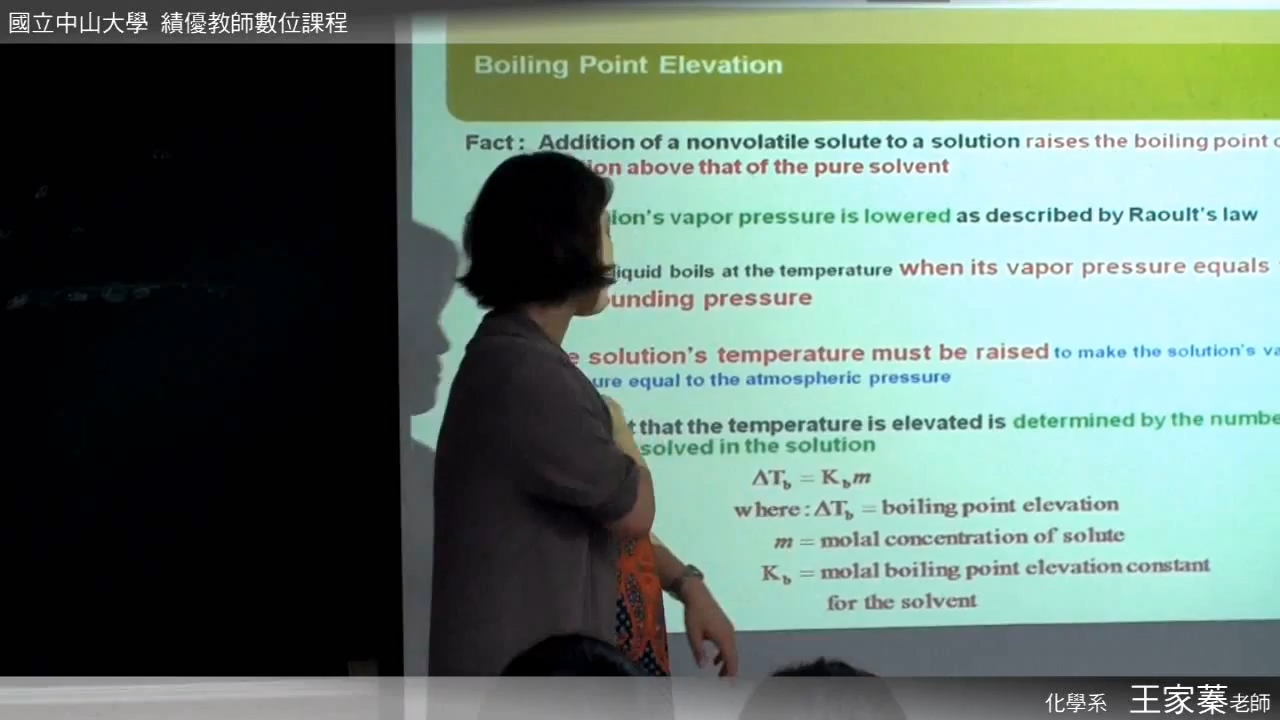 國立中山大學 績優教師數位課程
Boiling Point Elevation
Fact: Addition of a nonvolatile solute to a solution raises the boiling point
above that of the pure solvent
vapor pressure is lowered as described by Raoult's law
liquid boils at the temperature when its vapor pressure equals
pressure
solution's temperature must be raised to make the solution's
equal to the atmospheric pressure
that the temperature is elevated is determined by the
in the solution
ΔTb = Kbm
where: ΔTb = boiling point elevation
m = molal concentration of solute
Kb = molal boiling point elevation constant
for the solvent
化學系 王家蓁老師